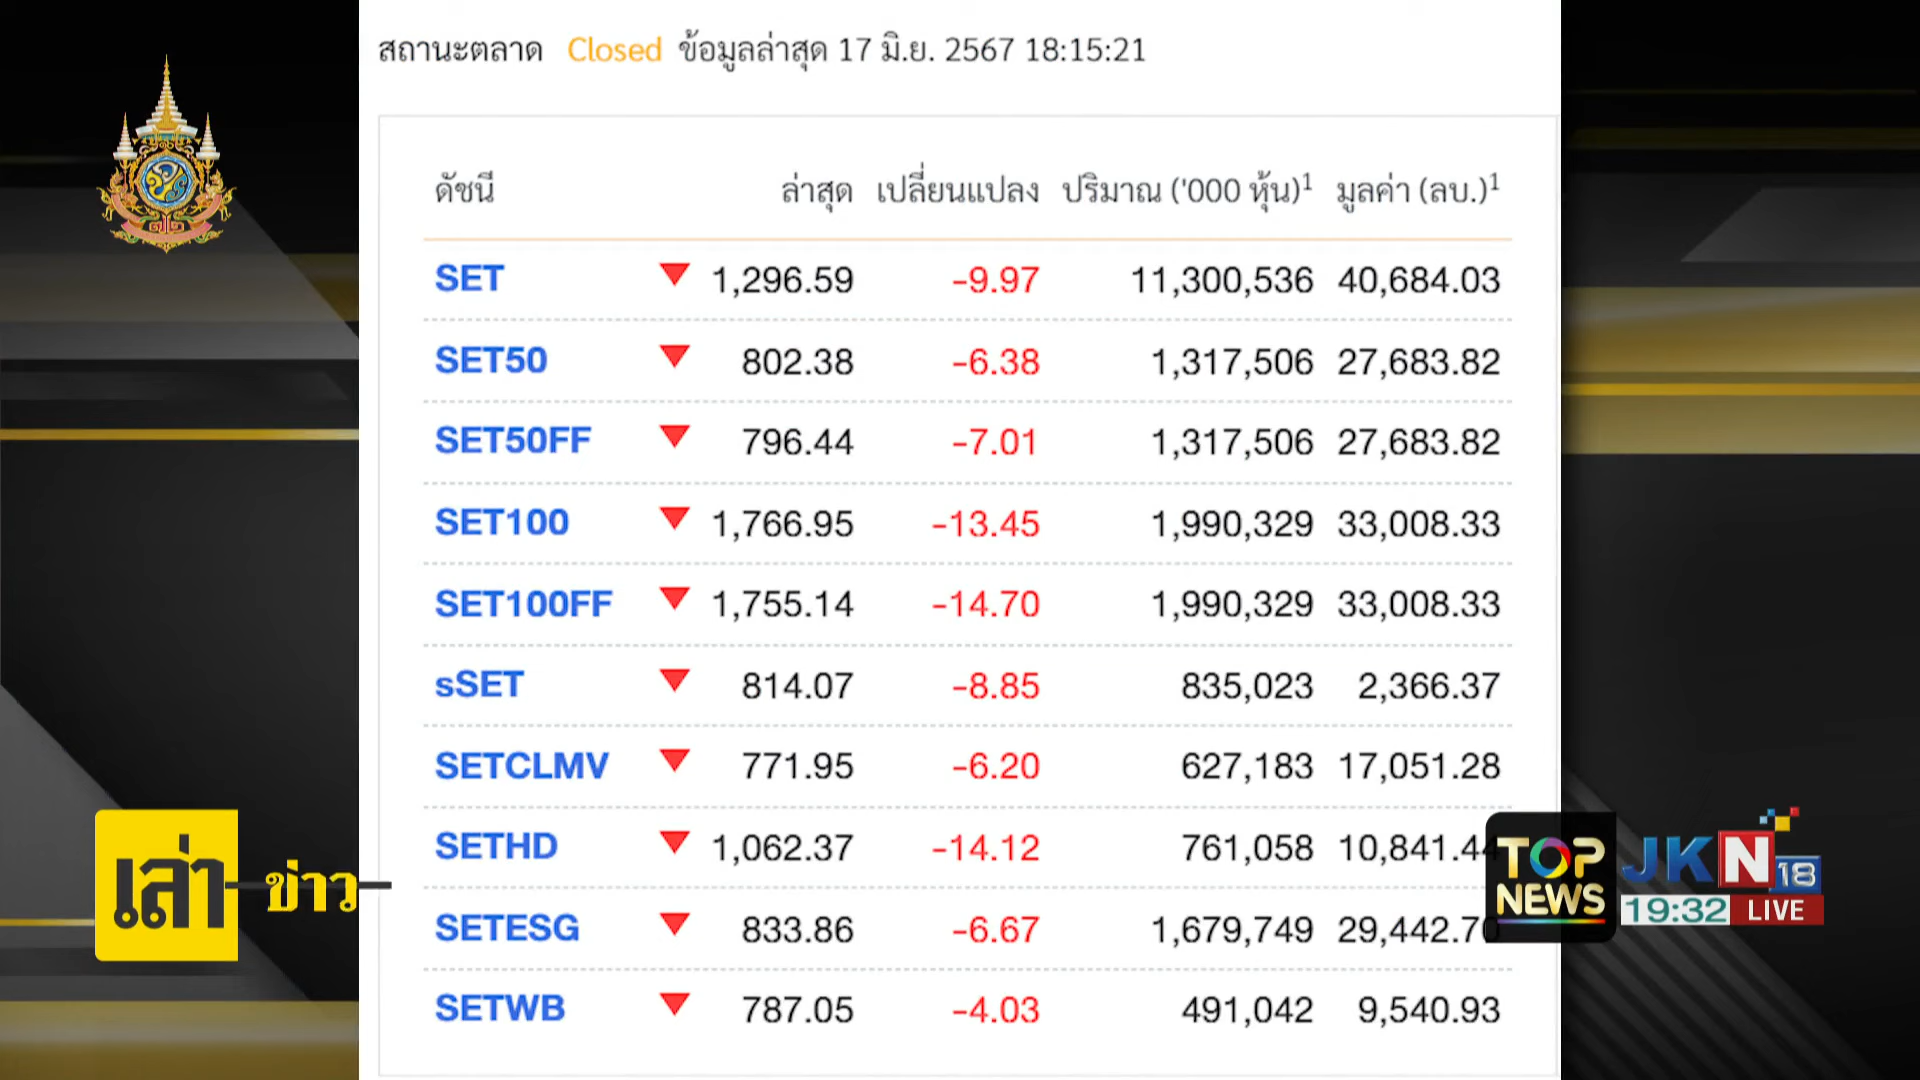 สถานะตลาด Closed ข้อมูลล่าสุด 17 มิ.ย. 2567 18:15:21
ดัชนี ล่าสุด เปลี่ยนแปลง ปริมาณ ('000 หุ้น)1 มูลค่า (ลบ.)1
SET 1,296.59 -9.97 11,300,536 40,684.03
SET50 802.38 -6.38 1,317,506 27,683.82
SET50FF 796.44 -7.01 1,317,506 27,683.82
SET100 1,766.95 -13.45 1,990,329 33,008.33
SET100FF 1,755.14 -14.70 1,990,329 33,008.33
sSET 814.07 -8.85 835,023 2,366.37
SETCLMV 771.95 -6.20 627,183 17,051.28
SETHD 1,062.37 -14.12 761,058 10,841.44
SETESG 833.86 -6.67 1,679,749 29,442.70
SETWB 787.05 -4.03 491,042 9,540.93
๗๒
เล่าข่าว
TOP NEWS
JKN18
19:32 LIVE